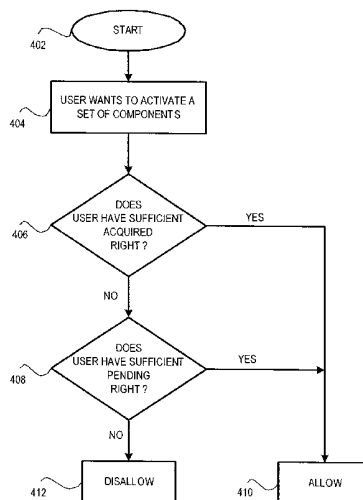 START
402
USER WANTS TO ACTIVATE A
SET OF COMPONENTS
404
DOES
USER HAVE SUFFICIENT
ACQUIRED
RIGHT ?
YES
406
NO
DOES
USER HAVE SUFFICIENT
PENDING
RIGHT ?
YES
408
NO
DISALLOW
412
ALLOW
410